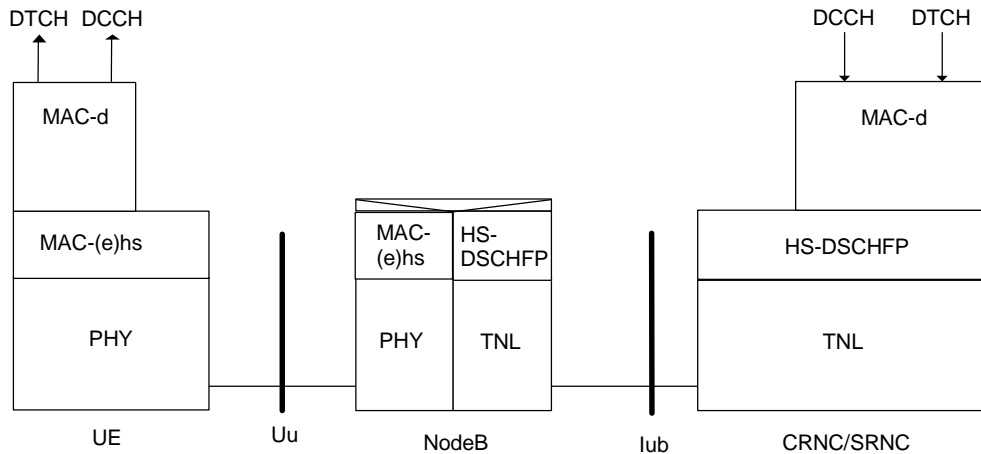 DTCH DCCH
DCCH DTCH
MAC-d
MAC-d
MAC-(e)hs
MAC-
(e)hs
HS-
DSCHFP
HS-DSCHFP
PHY
PHY
TNL
TNL
UE
Uu
NodeB
Iub
CRNC/SRNC